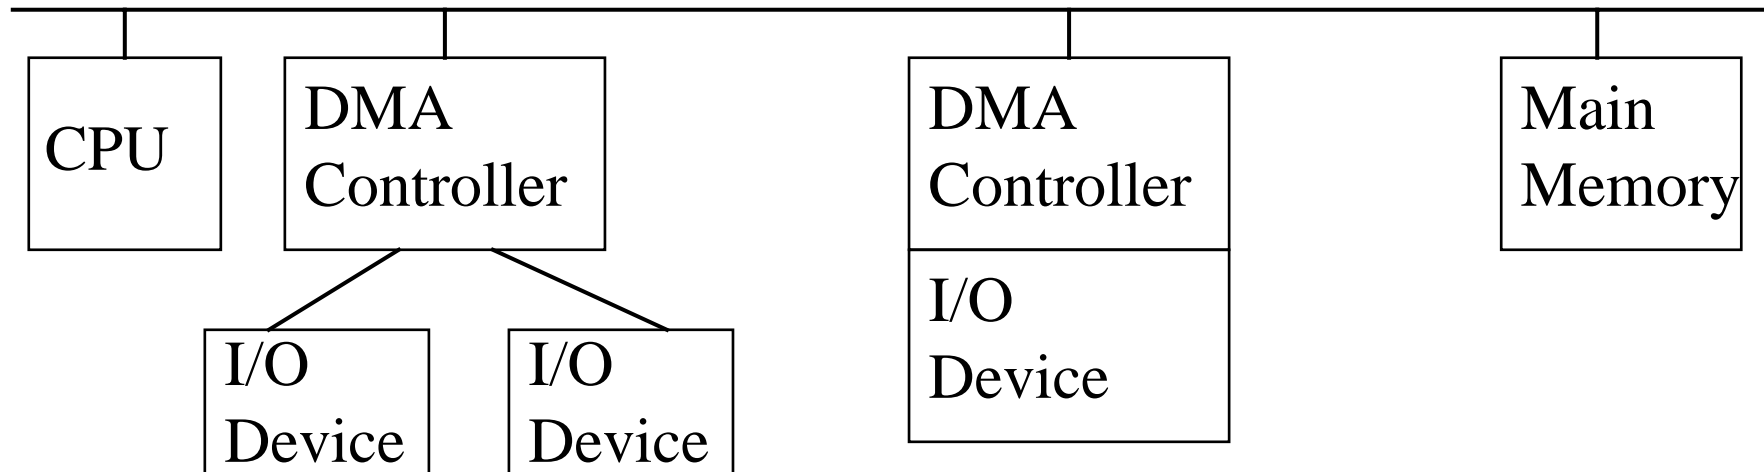 CPU
DMA
Controller
DMA
Controller
Main
Memory
I/O
Device
I/O
Device
I/O
Device